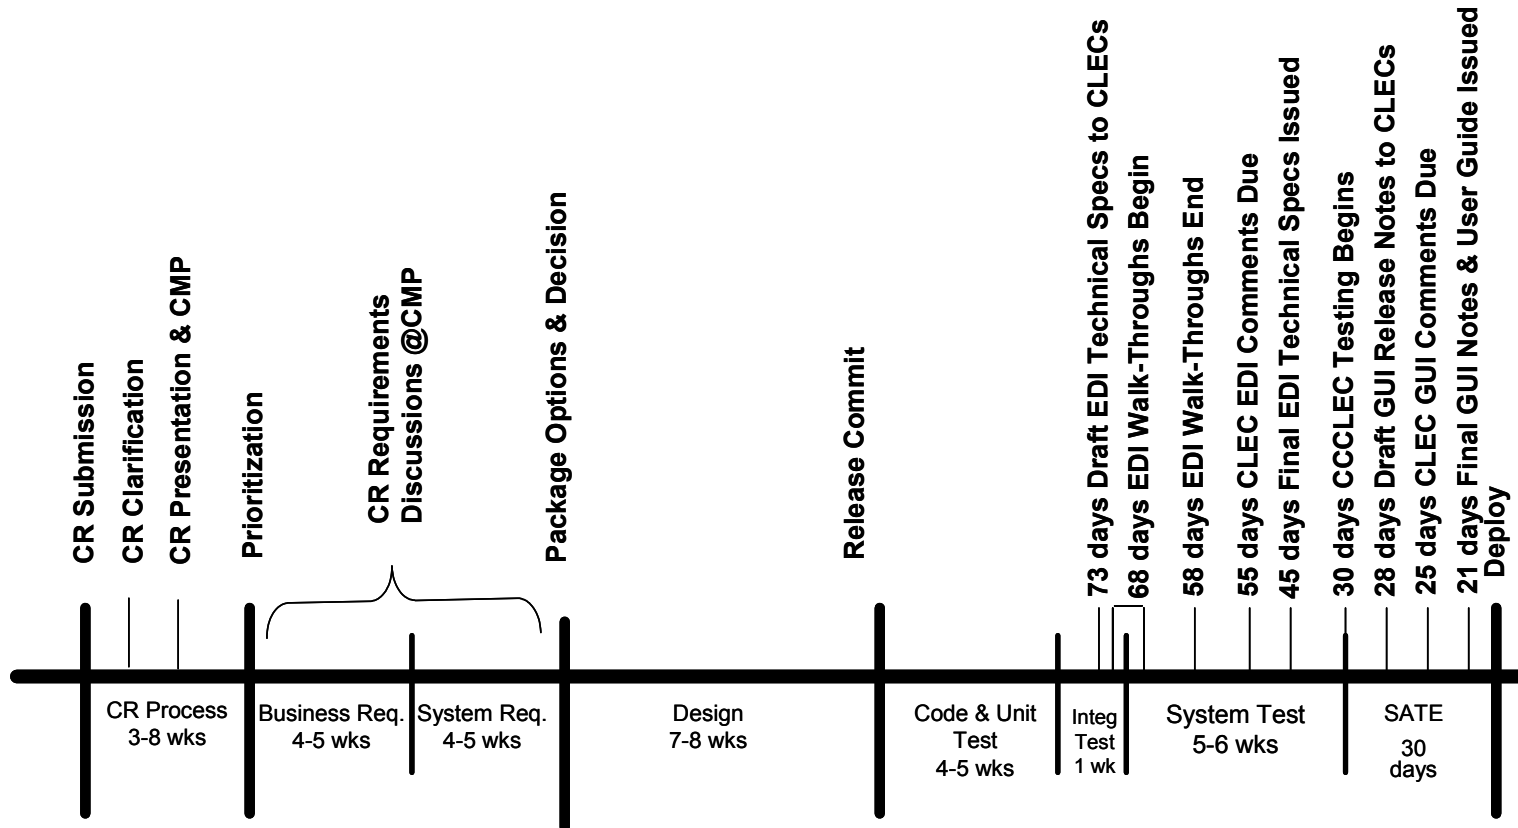 CR Submission
CR Clarification
CR Presentation & CMP
Prioritization
CR Requirements
Discussions @CMP
Package Options & Decision
Release Commit
73 days Draft EDI Technical Specs to CLECs
68 days EDI Walk-Throughs Begin
58 days EDI Walk-Throughs End
55 days CLEC EDI Comments Due
45 days Final EDI Technical Specs Issued
30 days CCCLEC Testing Begins
28 days Draft GUI Release Notes to CLECs
25 days CLEC GUI Comments Due
21 days Final GUI Notes & User Guide Issued
Deploy
CR Process
3-8 wks
Business Req.
4-5 wks
System Req.
4-5 wks
Design
7-8 wks
Code & Unit
Test
4-5 wks
Integ
Test
1 wk
System Test
5-6 wks
SATE
30
days